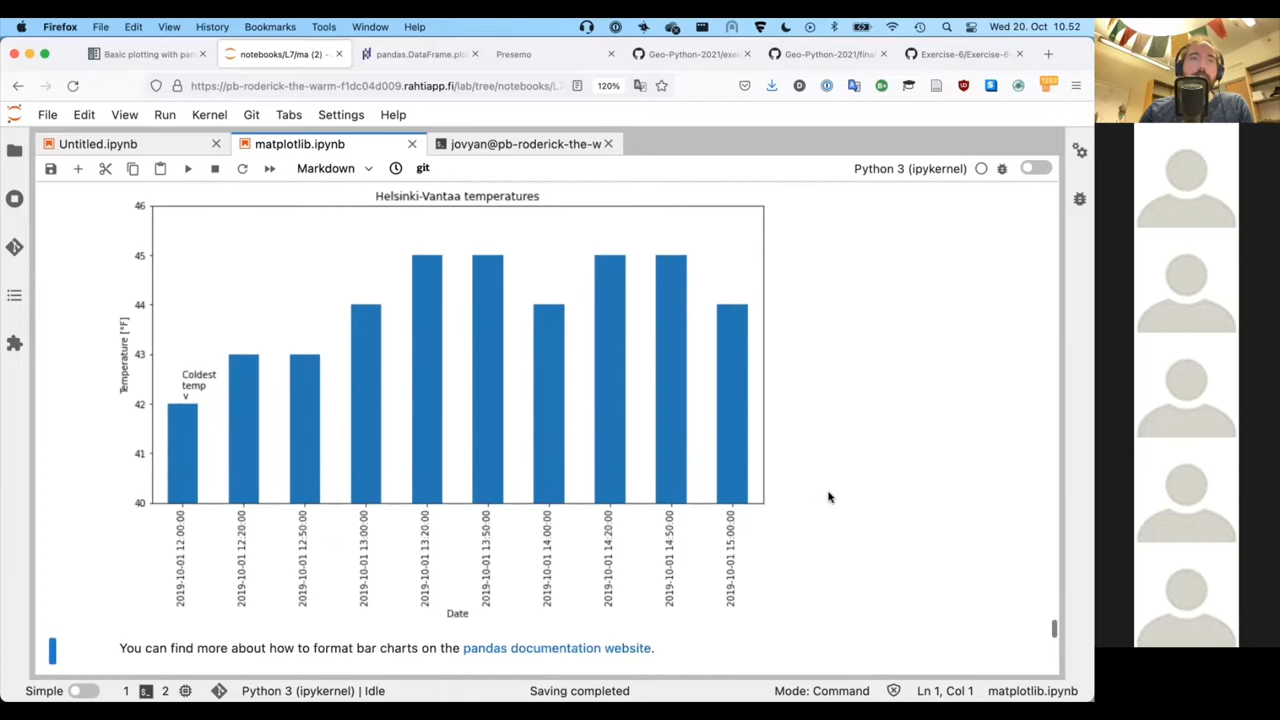 Firefox File Edit View History Bookmarks Tools Window Help Wed 20. Oct 10.52
Basic plotting with pan notebooks/L7/ma (2) - pandas.DataFrame.plo Presemo Geo-Python-2021/exer Geo-Python-2021/final Exercise-6/Exercise-6-
https://pb-roderick-the-warm-f1dc04d009.rahtiapp.fi/lab/tree/notebooks/L7 120%
File Edit View Run Kernel Git Tabs Settings Help
Untitled.ipynb matplotlib.ipynb jovyan@pb-roderick-the-w
Markdown git Python 3 (ipykernel)
Helsinki-Vantaa temperatures
46
45
44
43
42
41
40
Temperature [°F]
Coldest
temp
v
2019-10-01 12:00:00
2019-10-01 12:20:00
2019-10-01 12:50:00
2019-10-01 13:00:00
2019-10-01 13:20:00
2019-10-01 13:50:00
2019-10-01 14:00:00
2019-10-01 14:20:00
2019-10-01 14:50:00
2019-10-01 15:00:00
Date
You can find more about how to format bar charts on the pandas documentation website.
Simple 1 2 Python 3 (ipykernel) | Idle Saving completed Mode: Command Ln 1, Col 1 matplotlib.ipynb